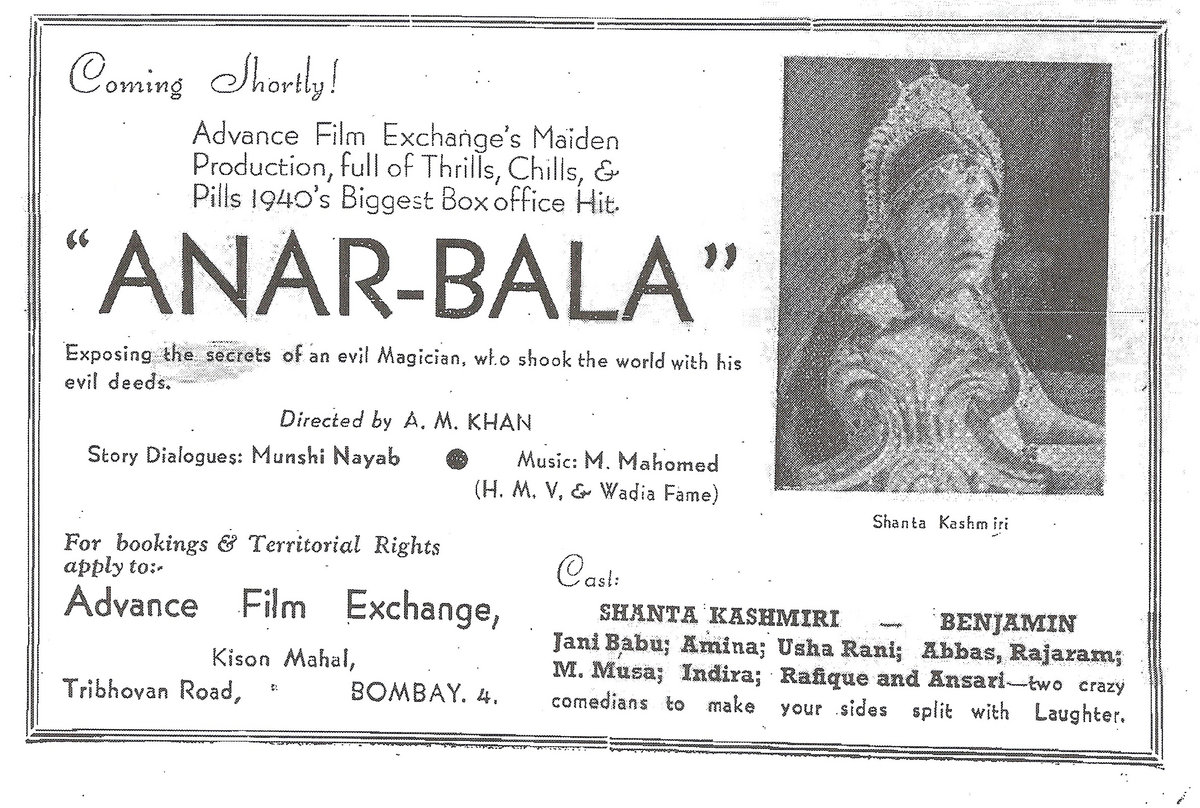 Coming Shortly!
Advance Film Exchange's Maiden
Production, full of Thrills, Chills, &
Pills 1940's Biggest Box office Hit.
"ANAR-BALA"
Exposing the secrets of an evil Magician, who shook the world with his
evil deeds.
Directed by A. M. KHAN
Story Dialogues: Munshi Nayab ● Music: M. Mahomed
(H. M. V, & Wadia Fame)
Shanta Kashmiri
For bookings & Territorial Rights
apply to:-
Advance Film Exchange,
Kison Mahal,
Tribhovan Road, BOMBAY. 4.
Cast:
SHANTA KASHMIRI — BENJAMIN
Jani Babu; Amina; Usha Rani; Abbas, Rajaram;
M. Musa; Indira; Rafique and Ansari—two crazy
comedians to make your sides split with Laughter.